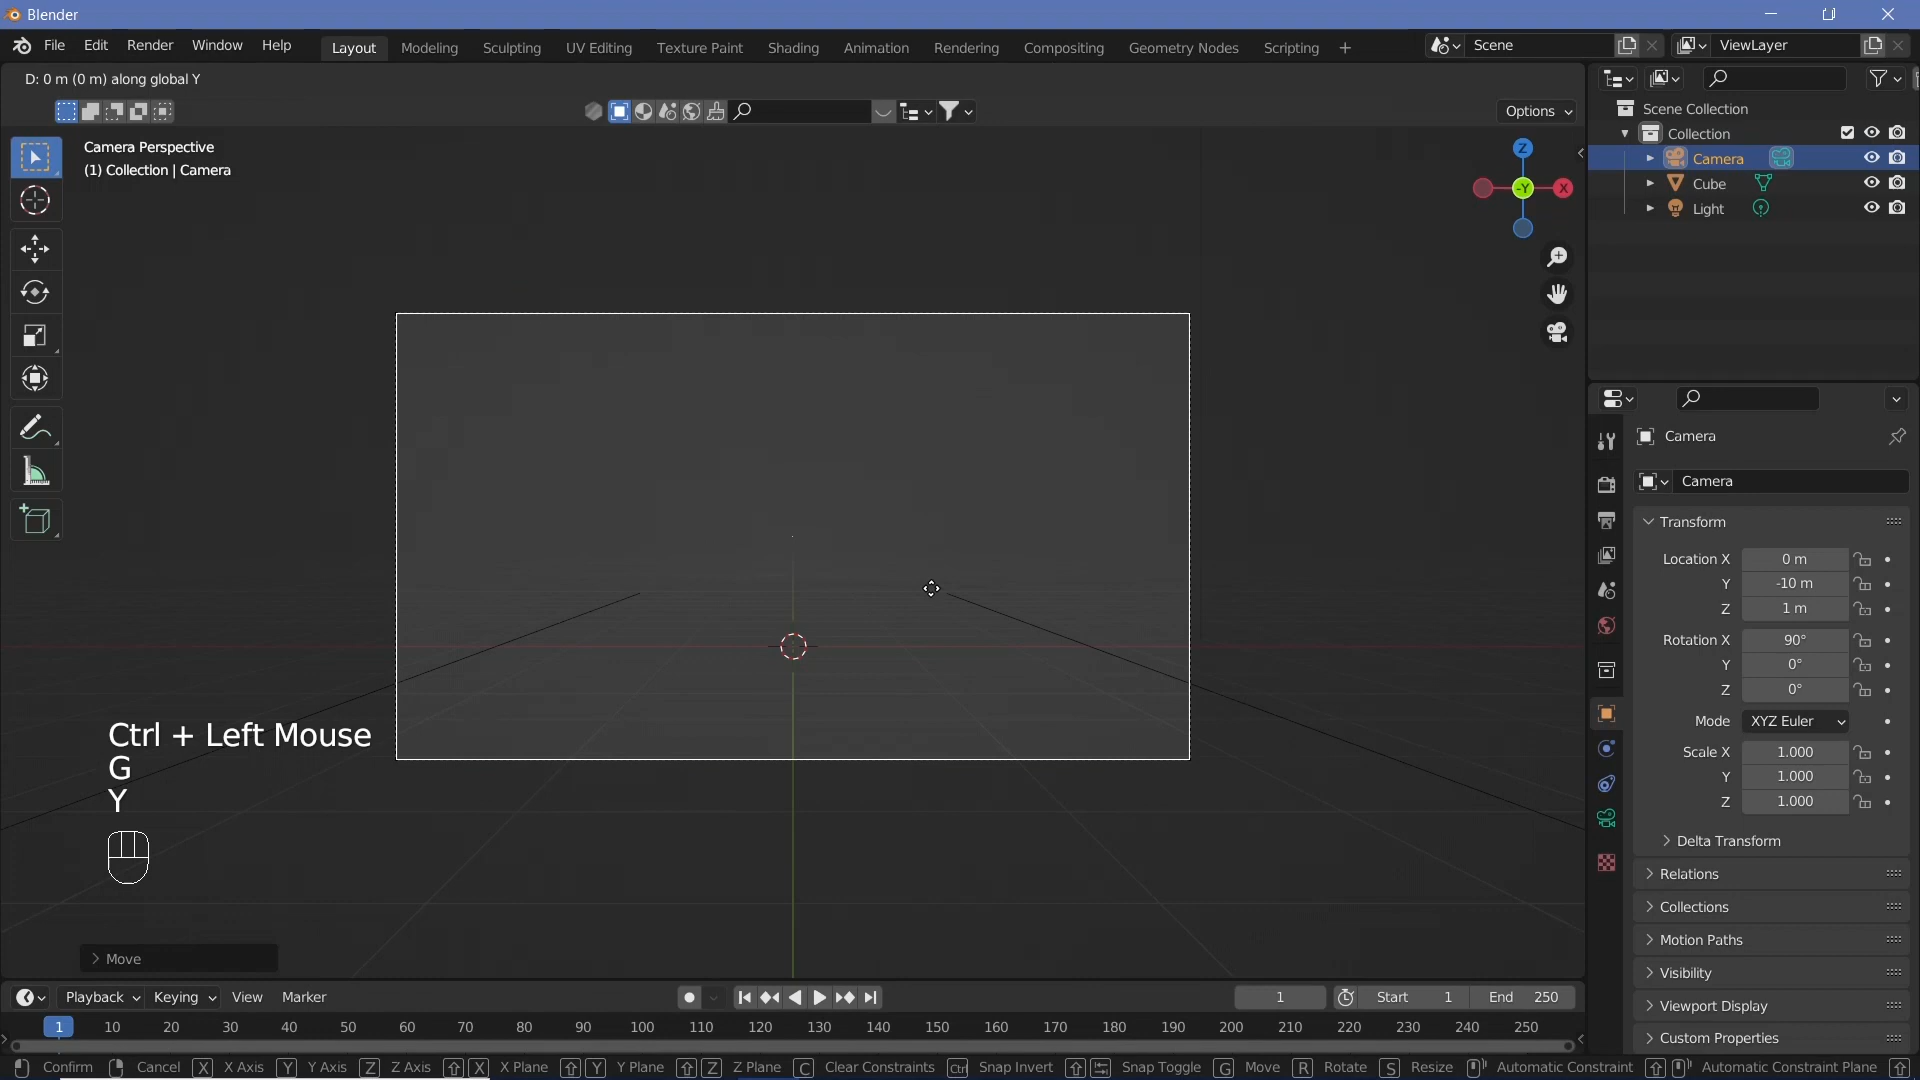 Blender
File Edit Render Window Help Layout Modeling Sculpting UV Editing Texture Paint Shading Animation Rendering Compositing Geometry Nodes Scripting + Scene ViewLayer
D: 0 m (0 m) along global Y
Options
Camera Perspective
(1) Collection | Camera
Z
-Y
X
Scene Collection
Collection
Camera
Cube
Light
Camera
Camera
Transform
Location X 0 m
Y -10 m
Z 1 m
Rotation X 90°
Y 0°
Z 0°
Mode XYZ Euler
Scale X 1.000
Y 1.000
Z 1.000
Delta Transform
Relations
Collections
Motion Paths
Visibility
Viewport Display
Custom Properties
Ctrl + Left Mouse
G
Y
Move
Playback Keying View Marker 1 Start 1 End 250
1 10 20 30 40 50 60 70 80 90 100 110 120 130 140 150 160 170 180 190 200 210 220 230 240 250
Confirm Cancel X X Axis Y Y Axis Z Z Axis X X Plane Y Y Plane Z Z Plane C Clear Constraints Ctrl Snap Invert Snap Toggle G Move R Rotate S Resize Automatic Constraint Automatic Constraint Plane